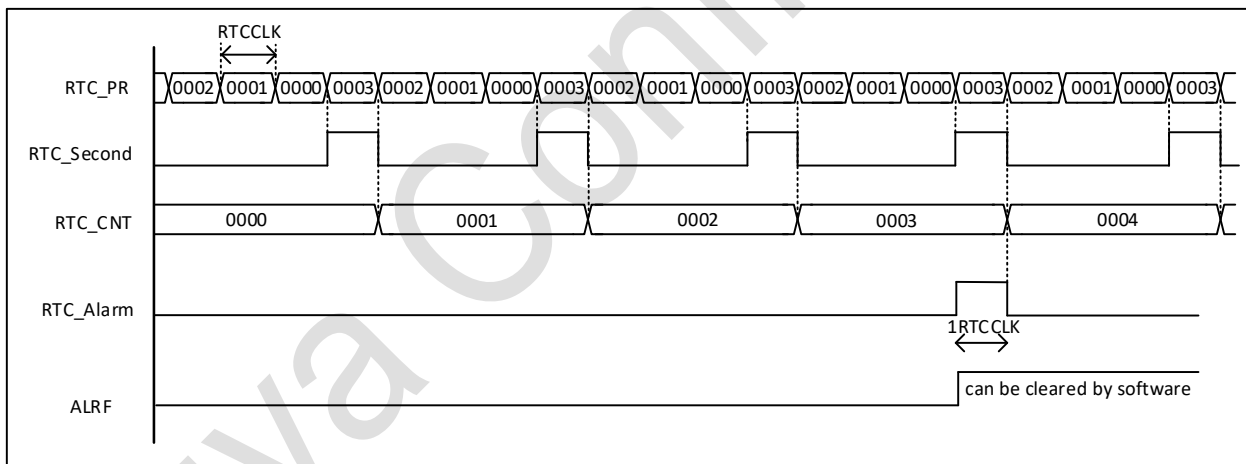 RTCCLK
RTC_PR 0002 0001 0000 0003 0002 0001 0000 0003 0002 0001 0000 0003 0002 0001 0000 0003 0002 0001 0000 0003
RTC_Second
RTC_CNT 0000 0001 0002 0003 0004
RTC_Alarm
1RTCCLK
ALRF can be cleared by software